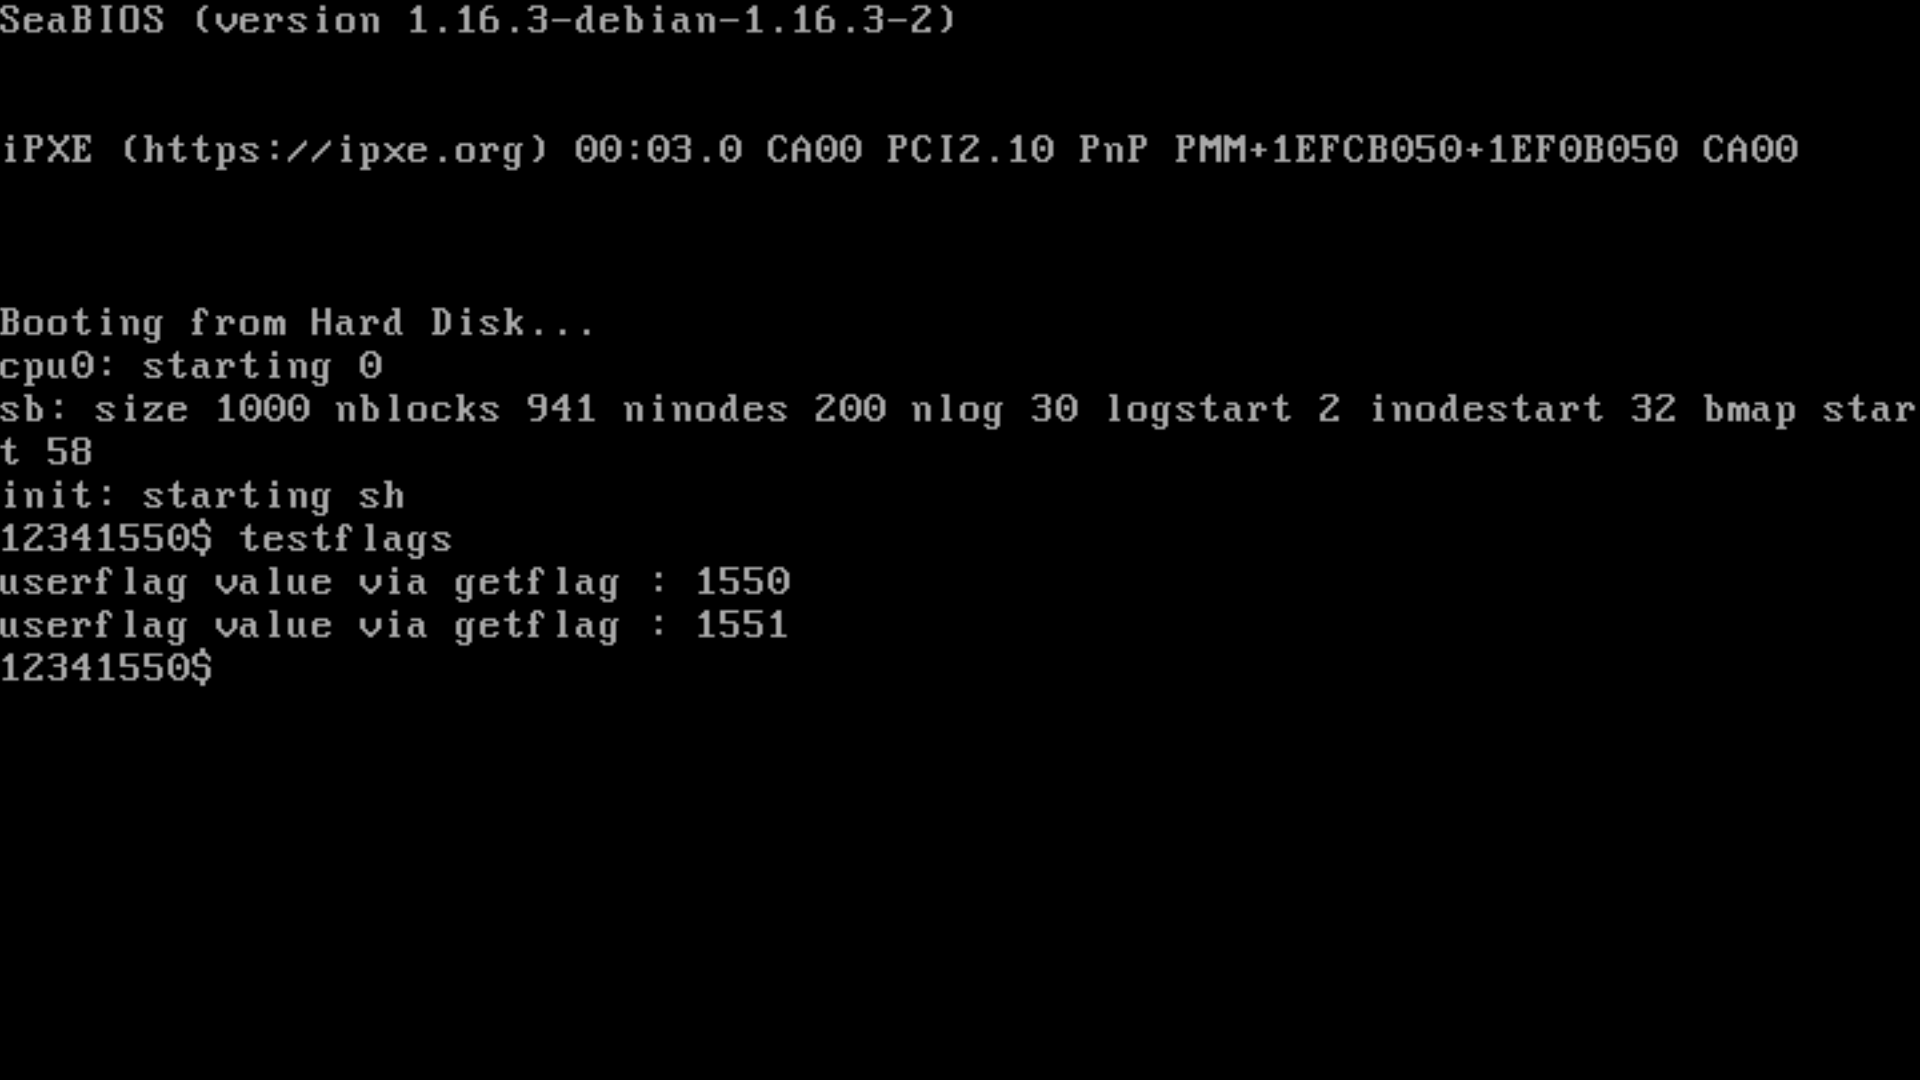 SeaBIOS (version 1.16.3-debian-1.16.3-2)
iPXE (https://ipxe.org) 00:03.0 CA00 PCI2.10 PnP PMM+1EFCB050+1EF0B050 CA00
Booting from Hard Disk...
cpu0: starting 0
sb: size 1000 nblocks 941 ninodes 200 nlog 30 logstart 2 inodestart 32 bmap star
t 58
init: starting sh
12341550$ testflags
userflag value via getflag : 1550
userflag value via getflag : 1551
12341550$